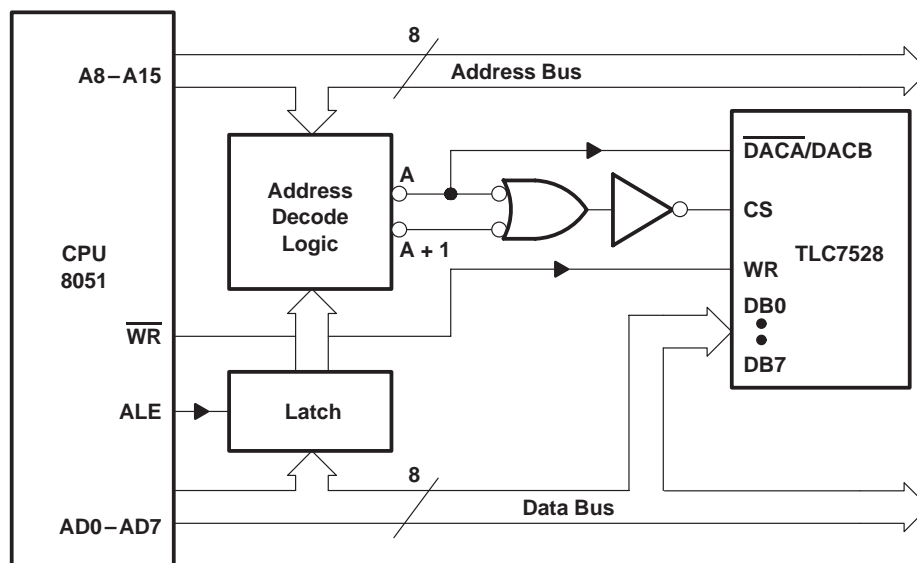 8
A8–A15
Address Bus
CPU
8051
Address
Decode
Logic
A
A + 1
DACA/DACB
CS
TLC7528
WR
DB0
DB7
WR
ALE
Latch
8
Data Bus
AD0–AD7